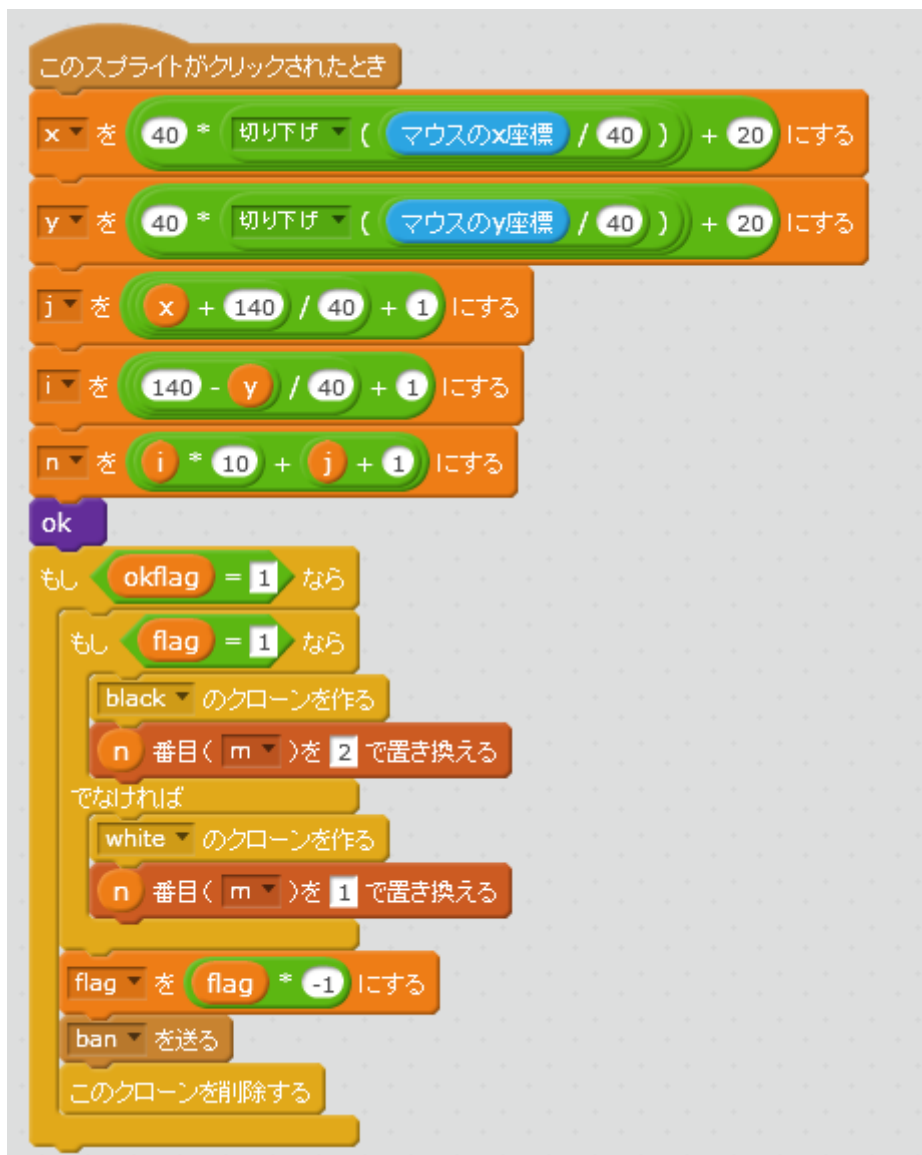 このスプライトがクリックされたとき
x を 40 * 切り下げ ( マウスのx座標 / 40 ) + 20 にする
y を 40 * 切り下げ ( マウスのy座標 / 40 ) + 20 にする
j を x + 140 / 40 + 1 にする
i を 140 - y / 40 + 1 にする
n を i * 10 + j + 1 にする
ok
もし okflag = 1 なら
もし flag = 1 なら
black のクローンを作る
n 番目( m )を 2 で置き換える
でなければ
white のクローンを作る
n 番目( m )を 1 で置き換える
flag を flag * -1 にする
ban を送る
このクローンを削除する